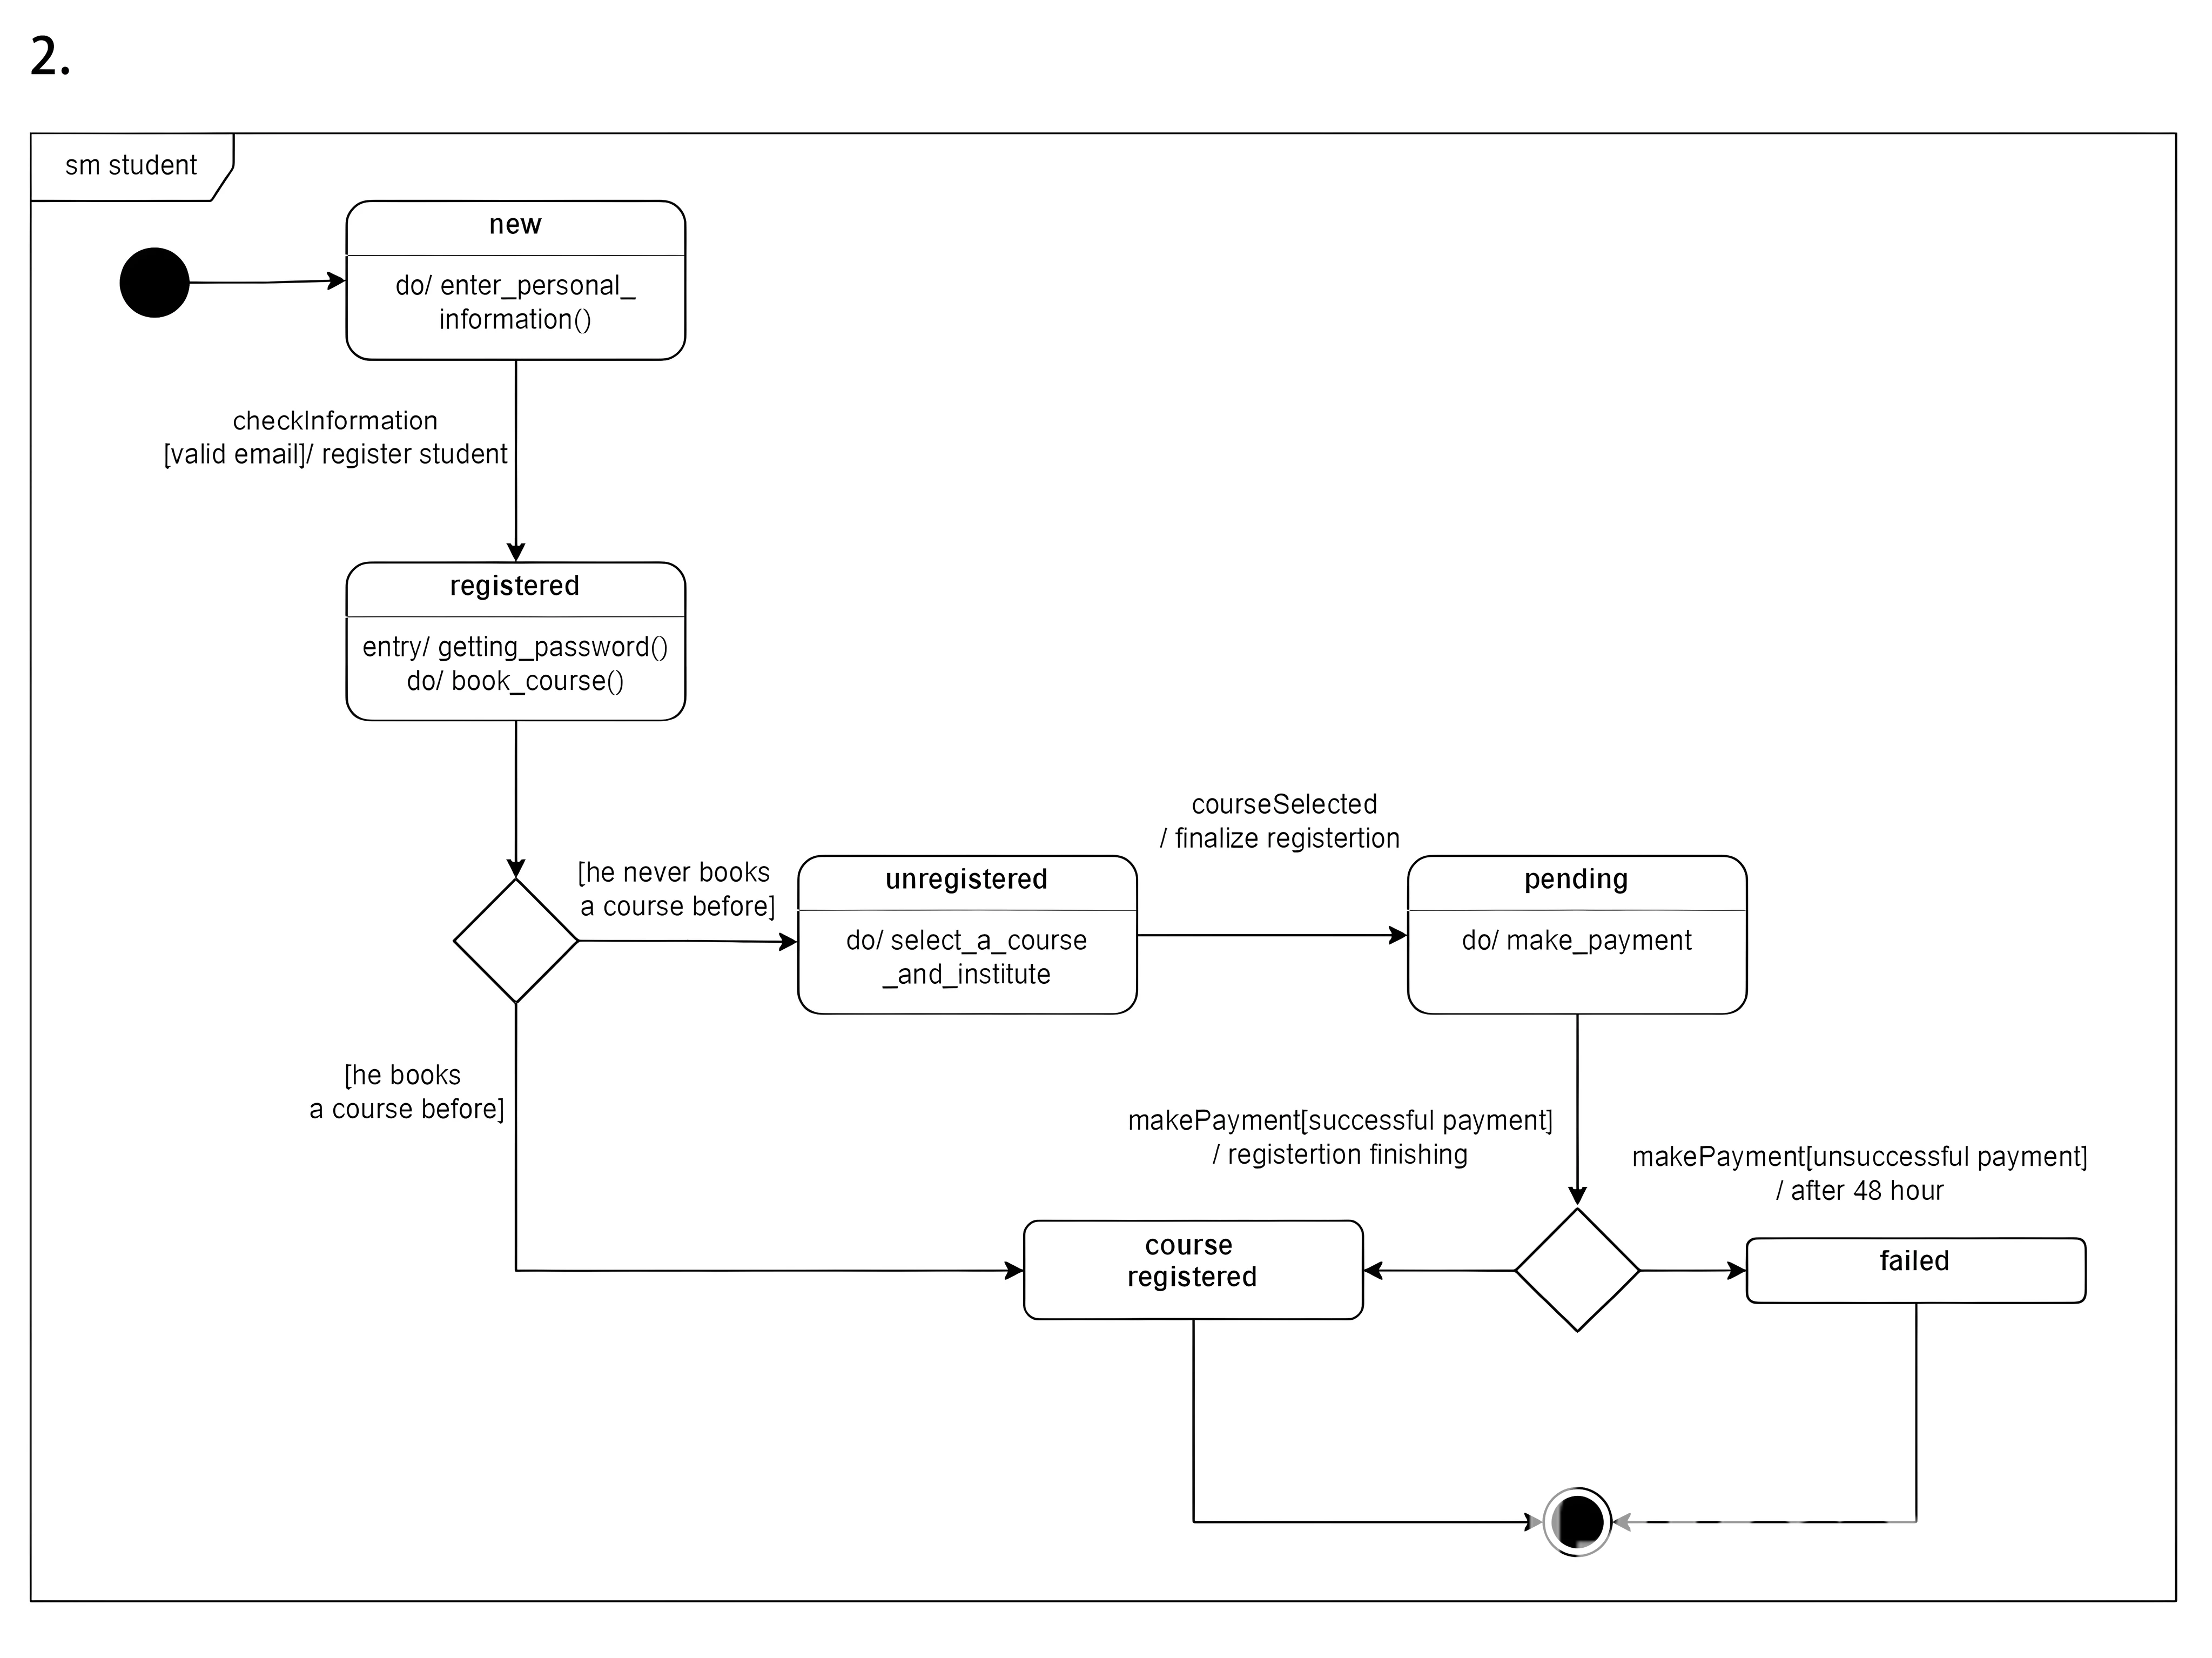 2.
sm student
new
do/ enter_personal_
information()
checkInformation
[valid email]/ register student
registered
entry/ getting_password()
do/ book_course()
[he never books
a course before]
unregistered
do/ select_a_course
_and_institute
courseSelected
/ finalize registertion
pending
do/ make_payment
[he books
a course before]
makePayment[successful payment]
/ registertion finishing
makePayment[unsuccessful payment]
/ after 48 hour
course
registered
failed